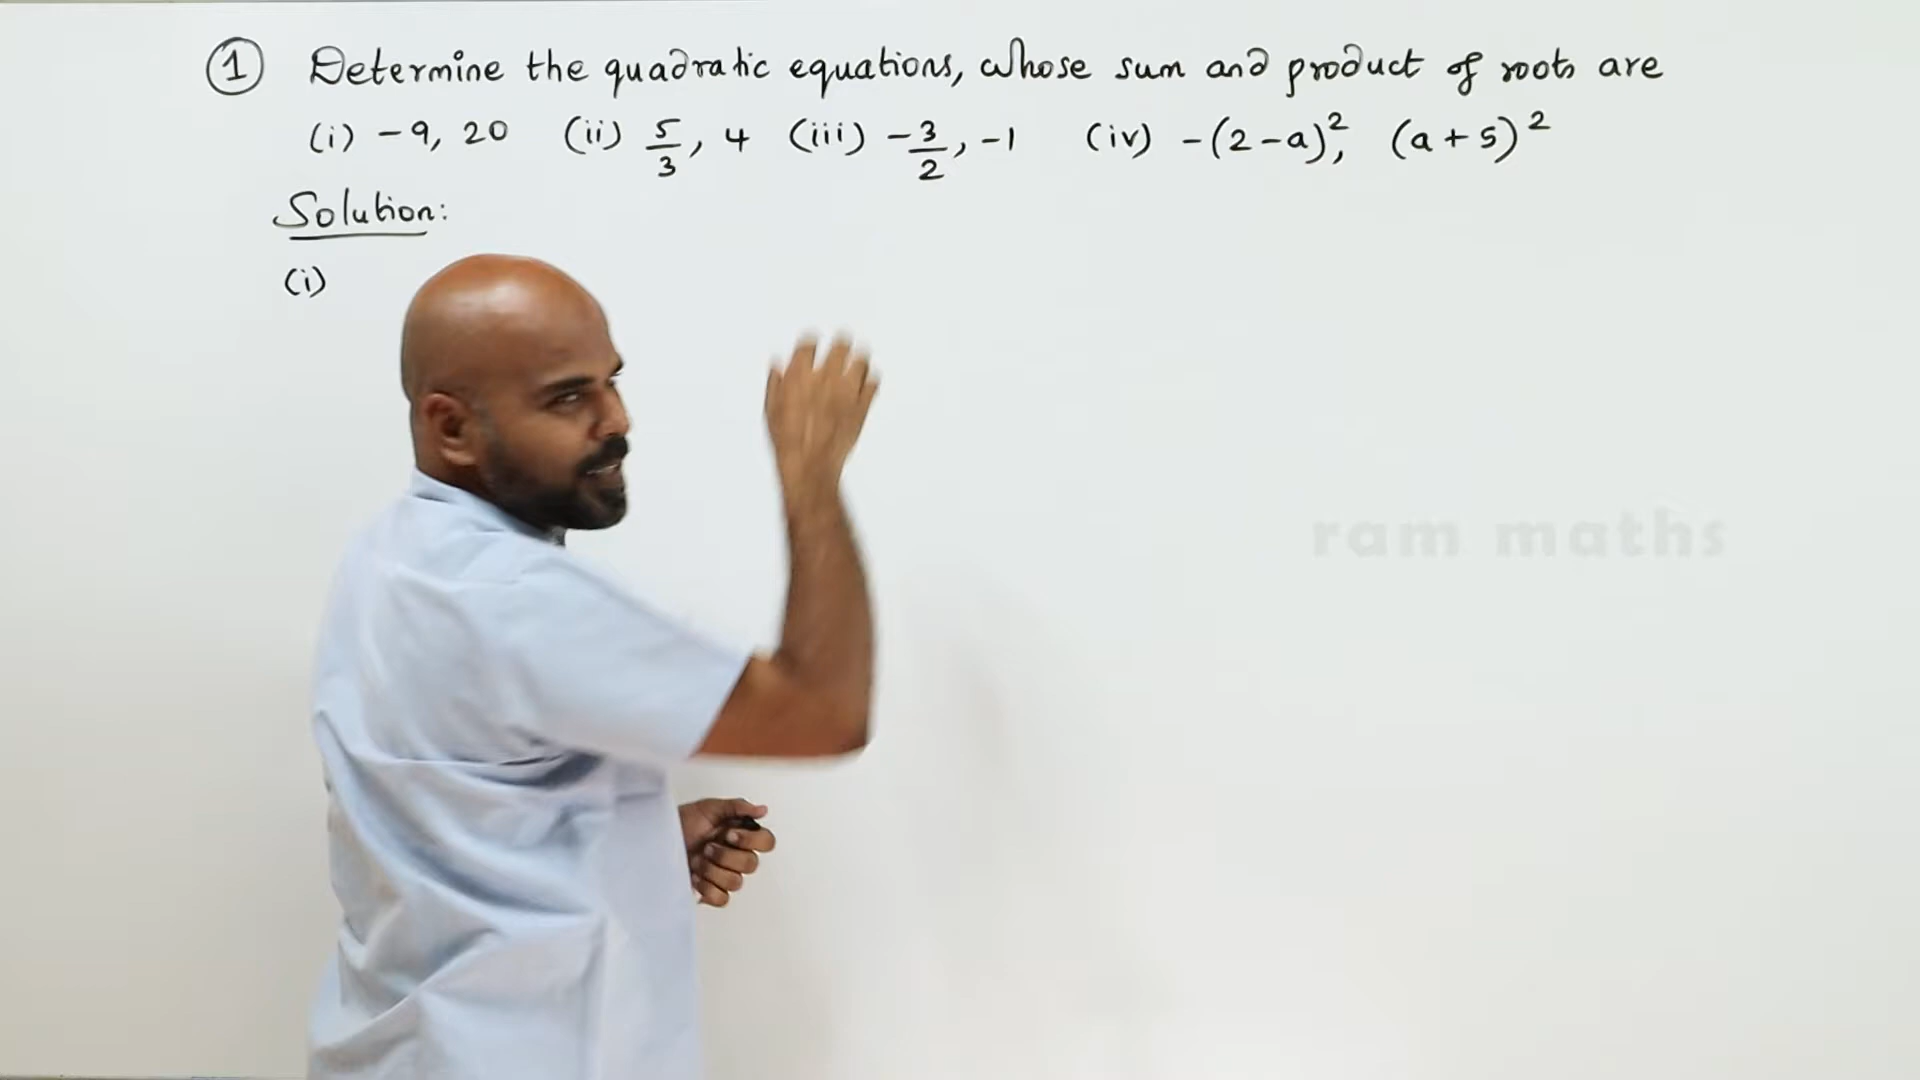 ① Determine the quadratic equations, whose sum and product of roots are
(i) -9, 20 (ii) 5/3, 4 (iii) -3/2, -1 (iv) -(2-a)², (a+5)²
Solution:
(i)
ram maths